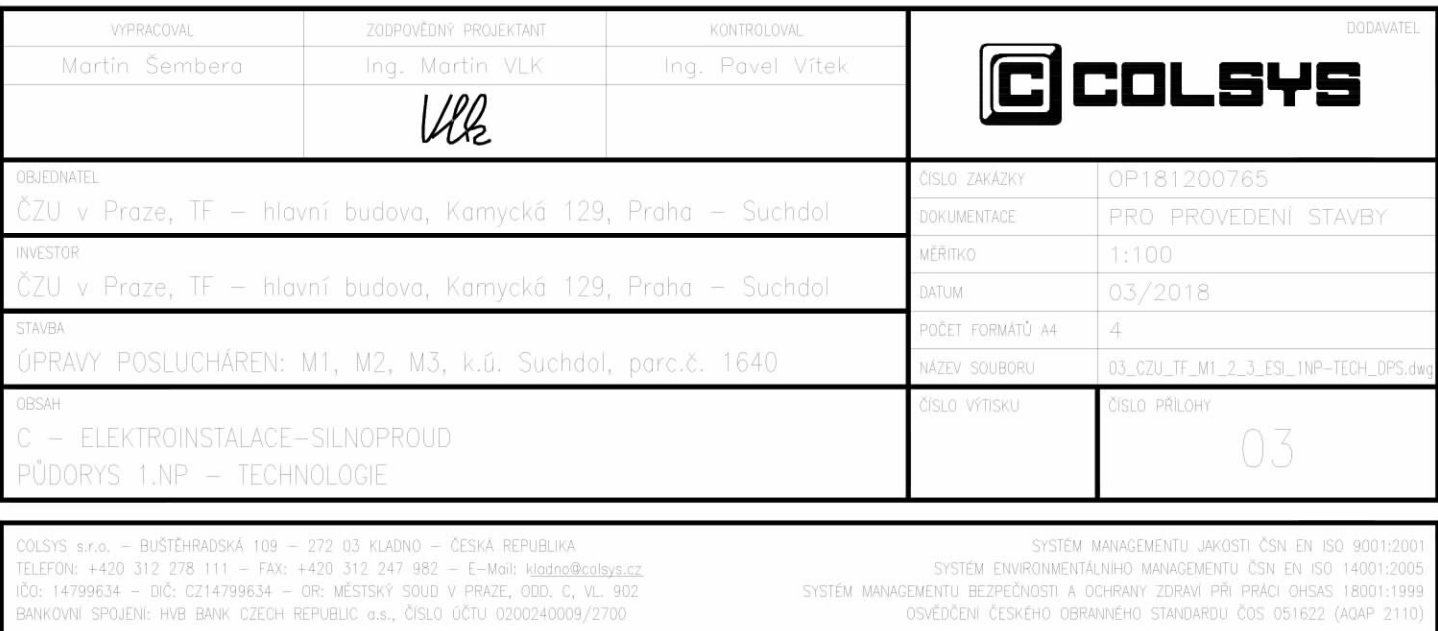 VYPRACOVAL
ZODPOVĚDNÝ PROJEKTANT
KONTROLOVAL
Martin Šembera
Ing. Martin VLK
Ing. Pavel Vítek
Vlk
DODAVATEL
C COLSYS
OBJEDNATEL
ČZU v Praze, TF – hlavní budova, Kamycká 129, Praha – Suchdol
INVESTOR
ČZU v Praze, TF – hlavní budova, Kamycká 129, Praha – Suchdol
STAVBA
ÚPRAVY POSLUCHÁREN: M1, M2, M3, k.ú. Suchdol, parc.č. 1640
OBSAH
C – ELEKTROINSTALACE–SILNOPROUD
PŮDORYS 1.NP – TECHNOLOGIE
ČÍSLO ZAKÁZKY OP181200765
DOKUMENTACE PRO PROVEDENÍ STAVBY
MĚŘITKO 1:100
DATUM 03/2018
POČET FORMÁTŮ A4 4
NÁZEV SOUBORU 03_CZU_TF_M1_2_3_ESI_1NP–TECH_DPS.dwg
ČÍSLO VÝTISKU
ČÍSLO PŘÍLOHY
03
COLSYS s.r.o. – BUŠTĚHRADSKÁ 109 – 272 03 KLADNO – ČESKÁ REPUBLIKA
TELEFON: +420 312 278 111 – FAX: +420 312 247 982 – E–Mail: kladno@colsys.cz
IČO: 14799634 – DIČ: CZ14799634 – OR: MĚSTSKÝ SOUD V PRAZE, ODD. C, VL. 902
BANKOVNÍ SPOJENÍ: HVB BANK CZECH REPUBLIC a.s., ČÍSLO ÚČTU 0200240009/2700
SYSTÉM MANAGEMENTU JAKOSTI ČSN EN ISO 9001:2001
SYSTÉM ENVIRONMENTÁLNÍHO MANAGEMENTU ČSN EN ISO 14001:2005
SYSTÉM MANAGEMENTU BEZPEČNOSTI A OCHRANY ZDRAVÍ PŘI PRÁCI OHSAS 18001:1999
OSVĚDČENÍ ČESKÉHO OBRANNÉHO STANDARDU ČOS 051622 (AQAP 2110)